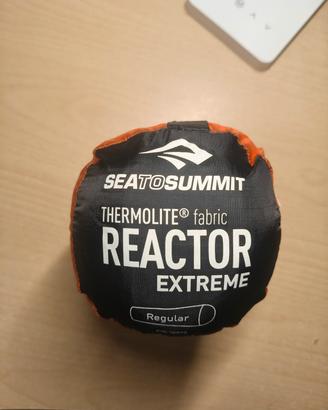 SEATOSUMMIT
THERMOLITE® fabric
REACTOR
EXTREME
Regular